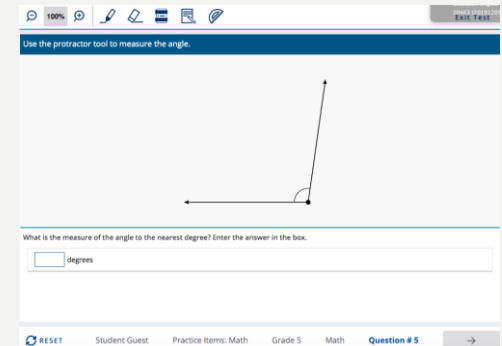 100%
Exit Test
Use the protractor tool to measure the angle.
What is the measure of the angle to the nearest degree? Enter the answer in the box.
degrees
RESET Student Guest Practice Items: Math Grade 5 Math Question # 5